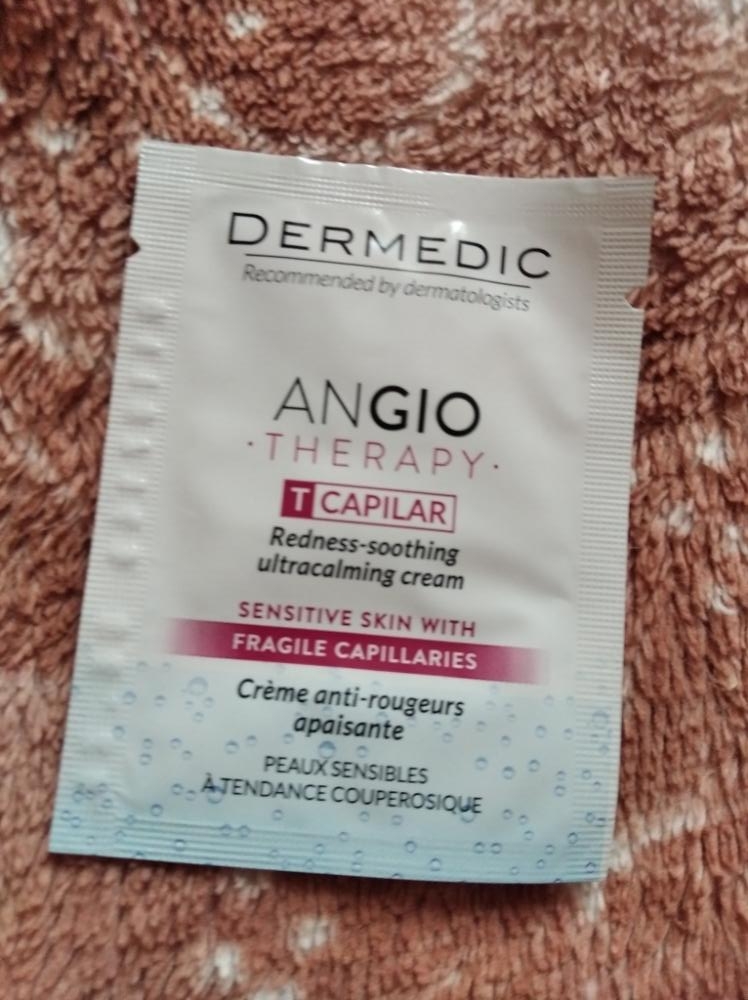 DERMEDIC
Recommended by dermatologists
ANGIO
·THERAPY·
T CAPILAR
Redness-soothing
ultracalming cream
SENSITIVE SKIN WITH
FRAGILE CAPILLARIES
Crème anti-rougeurs
apaisante
PEAUX SENSIBLES
À TENDANCE COUPEROSIQUE